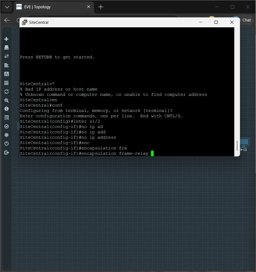 EVE | Topology
Chat
SiteCentral
Press RETURN to get started.
SiteCentral>
% Bad IP address or host name
% Unknown command or computer name, or unable to find computer address
SiteCentral>en
SiteCentral#conf
Configuring from terminal, memory, or network [terminal]?
Enter configuration commands, one per line. End with CNTL/Z.
SiteCentral(config)#inter s1/2
SiteCentral(config-if)#no ip ad
SiteCentral(config-if)#no ip add
SiteCentral(config-if)#no ip address
SiteCentral(config-if)#enc
SiteCentral(config-if)#encapsulation fra
SiteCentral(config-if)#encapsulation frame-relay